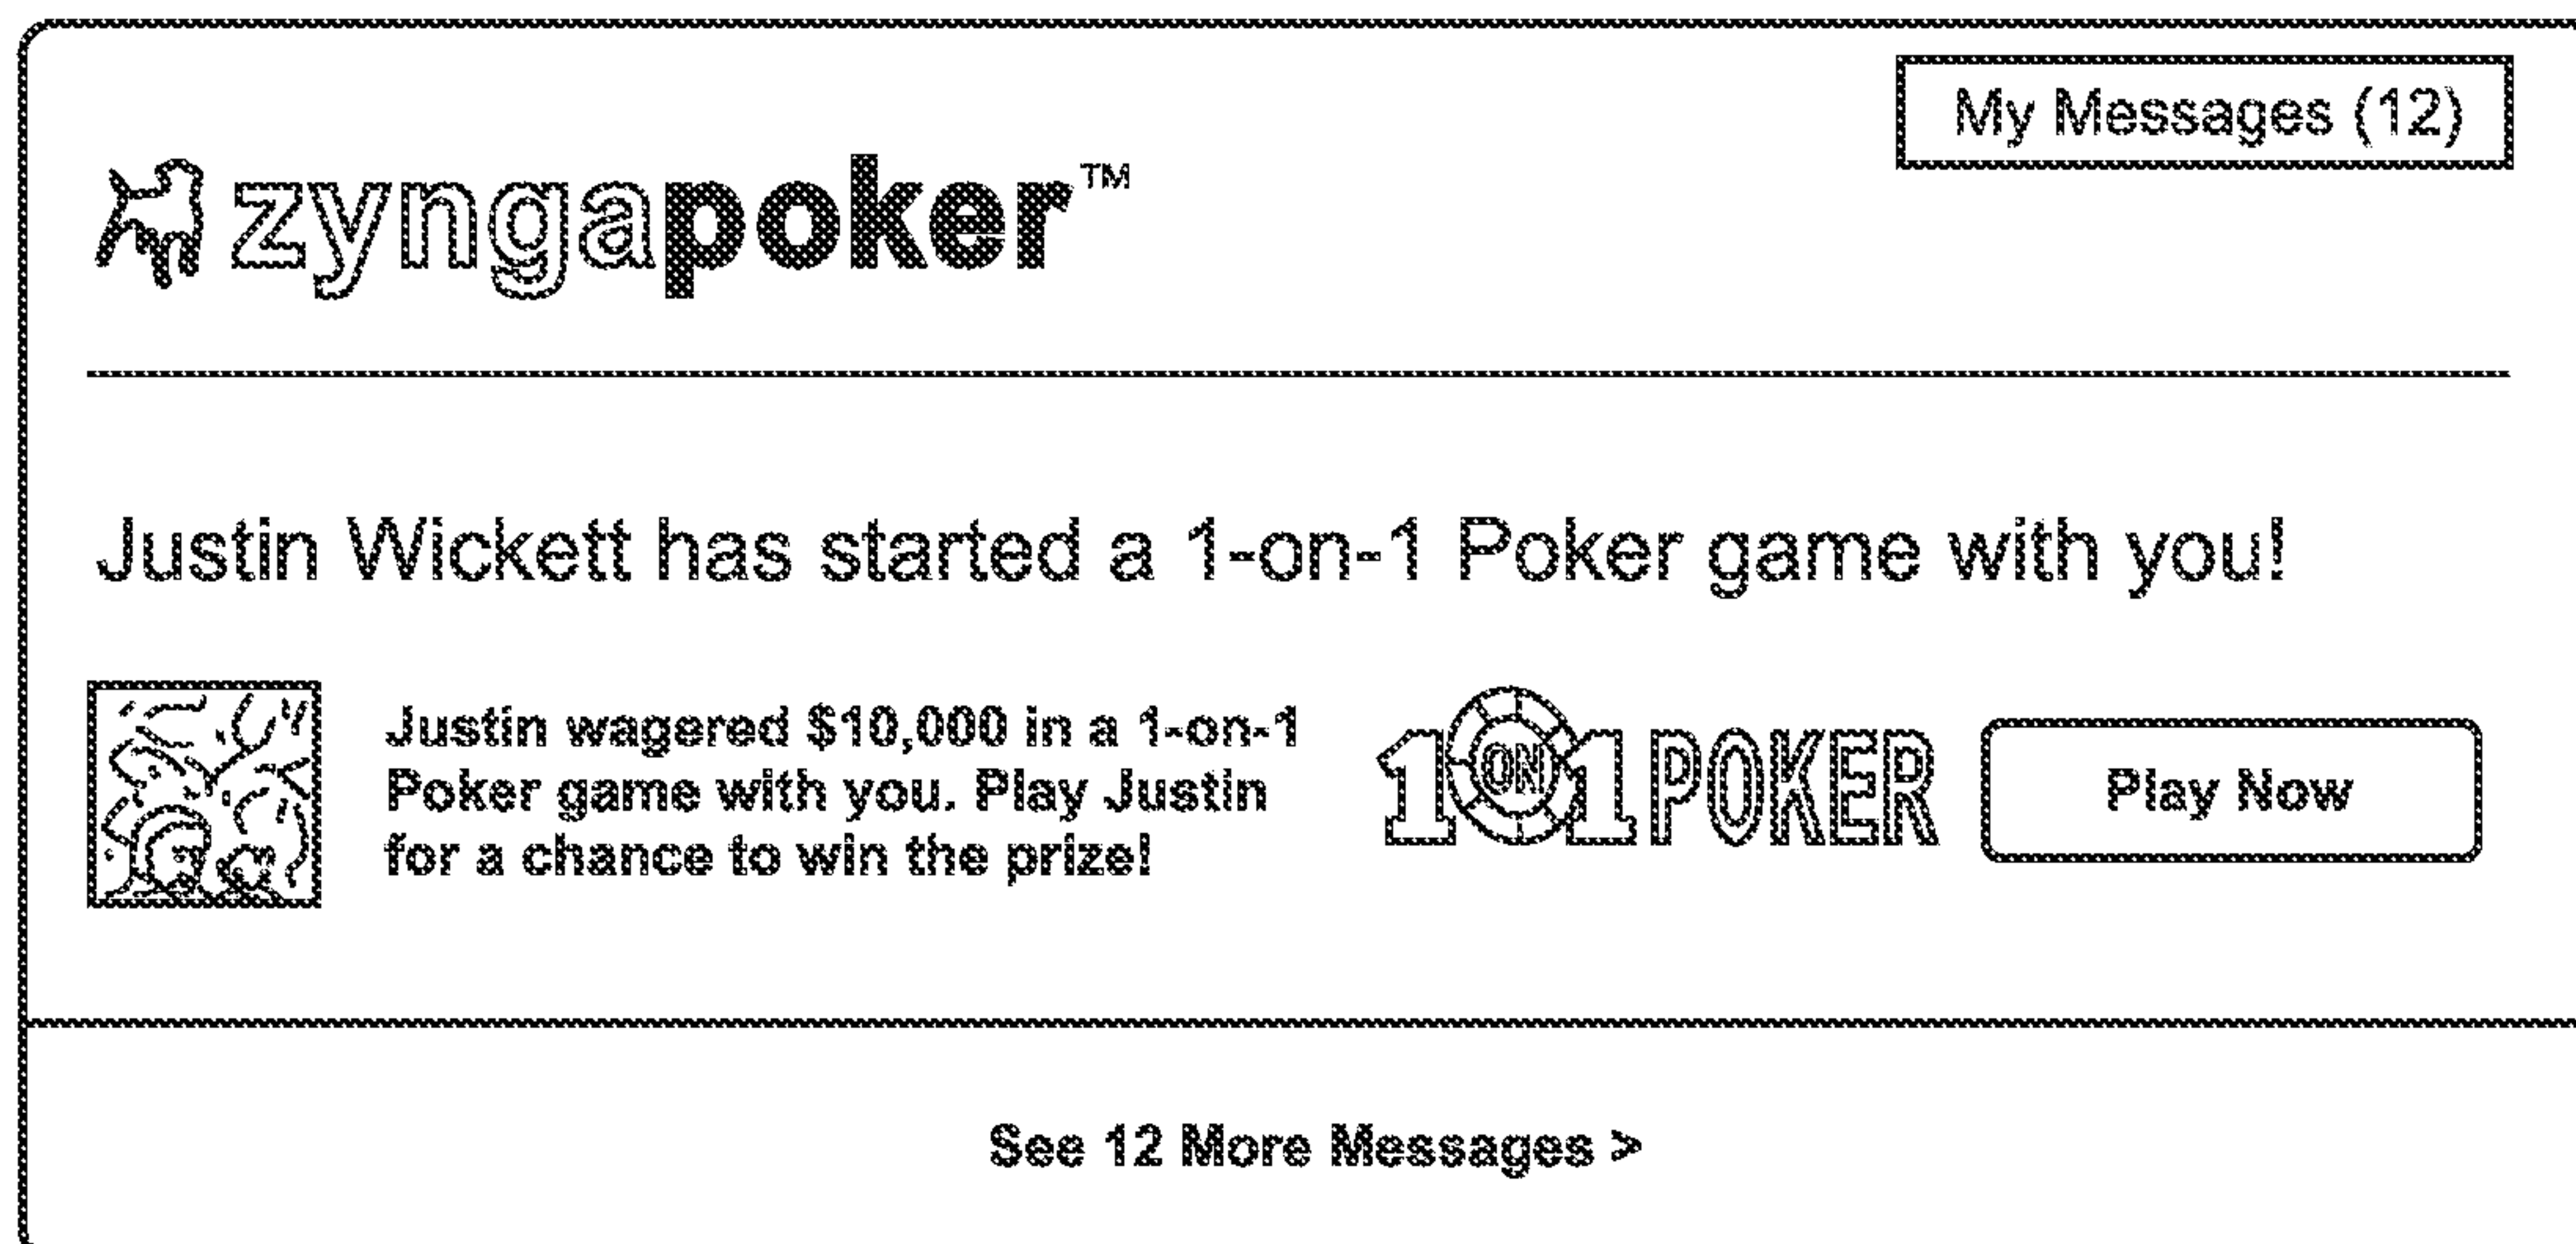 My Messages (12)
zyngapoker™
Justin Wickett has started a 1-on-1 Poker game with you!
Justin wagered $10,000 in a 1-on-1
Poker game with you. Play Justin
for a chance to win the prize!
1 ON 1 POKER
Play Now
See 12 More Messages >